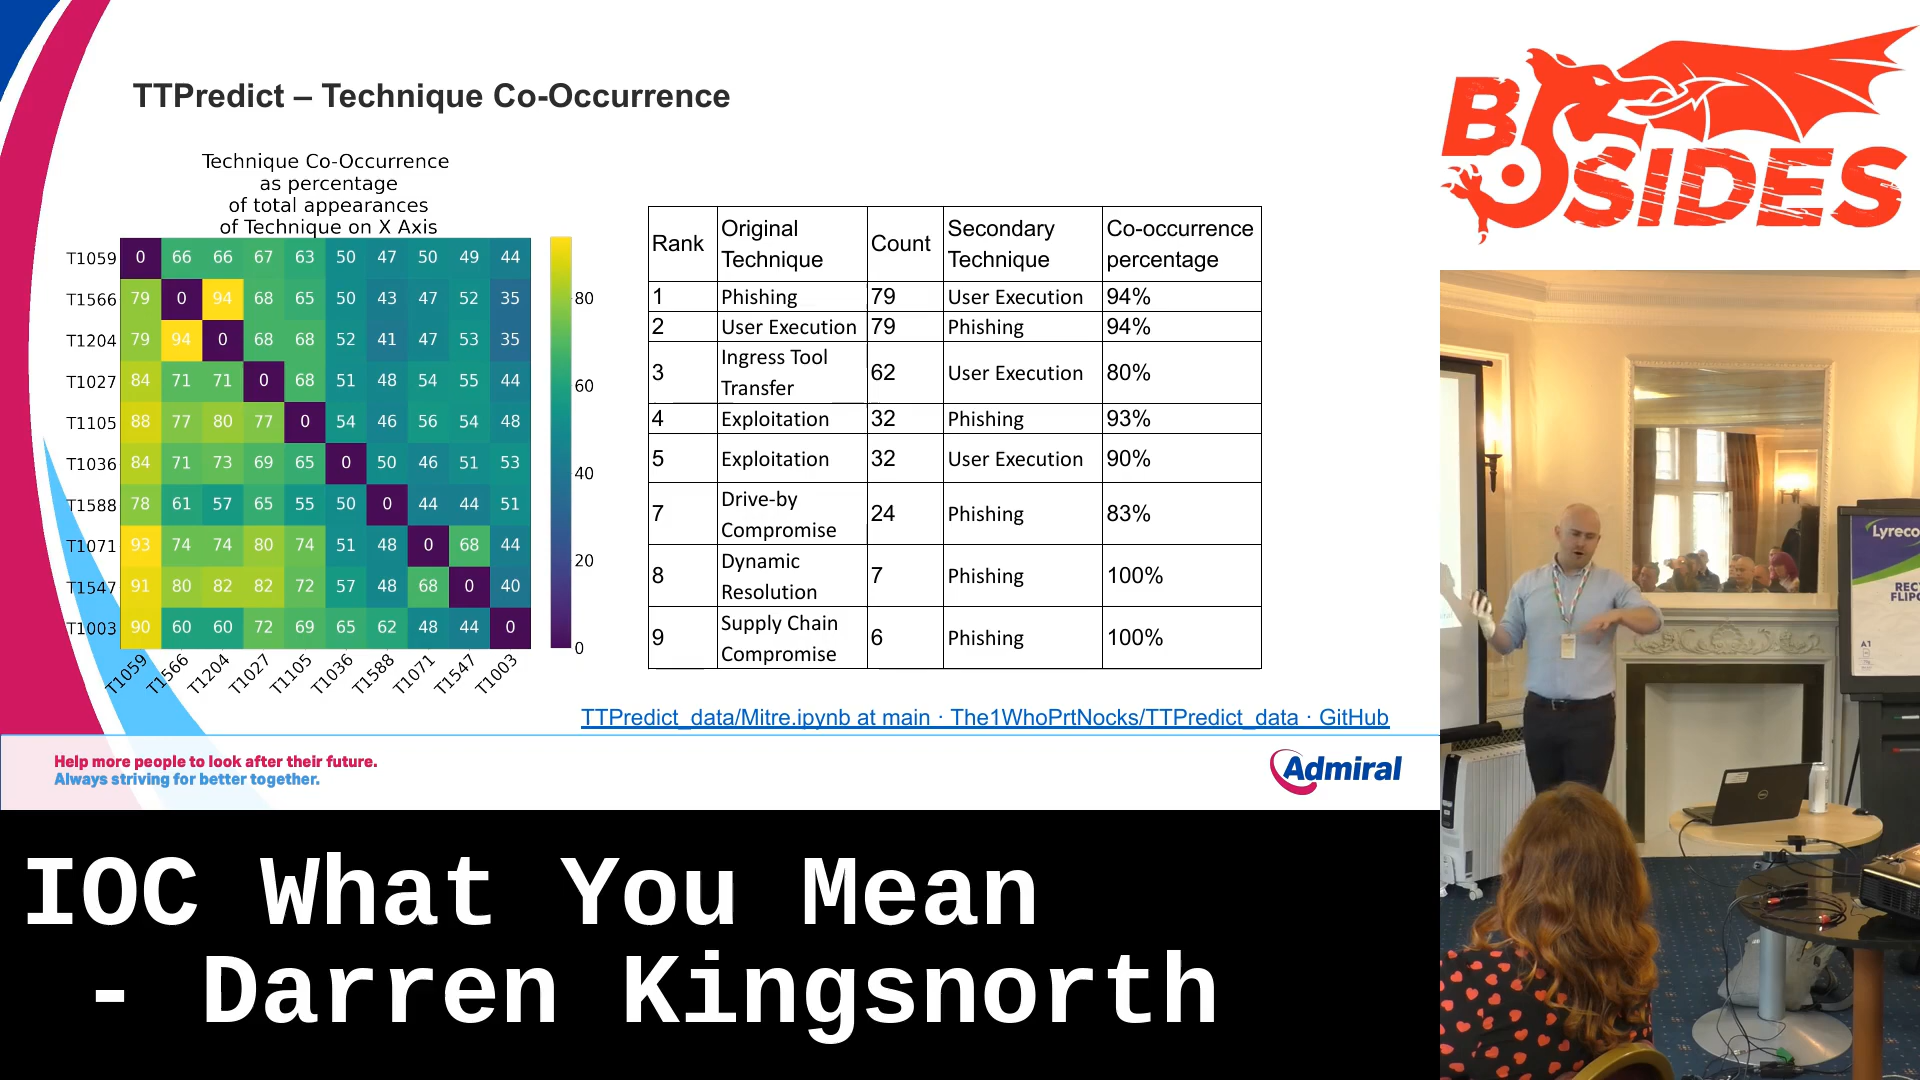 TTPredict – Technique Co-Occurrence
Technique Co-Occurrence
as percentage
of total appearances
of Technique on X Axis
T1059 0 66 66 67 63 50 47 50 49 44
T1566 79 0 94 68 65 50 43 47 52 35
T1204 79 94 0 68 68 52 41 47 53 35
T1027 84 71 71 0 68 51 48 54 55 44
T1105 88 77 80 77 0 54 46 56 54 48
T1036 84 71 73 69 65 0 50 46 51 53
T1588 78 61 57 65 55 50 0 44 44 51
T1071 93 74 74 80 74 51 48 0 68 44
T1547 91 80 82 82 72 57 48 68 0 40
T1003 90 60 60 72 69 65 62 48 44 0
T1059 T1566 T1204 T1027 T1105 T1036 T1588 T1071 T1547 T1003
80
60
40
20
0
Rank Original Technique Count Secondary Technique Co-occurrence percentage
1 Phishing 79 User Execution 94%
2 User Execution 79 Phishing 94%
3 Ingress Tool Transfer 62 User Execution 80%
4 Exploitation 32 Phishing 93%
5 Exploitation 32 User Execution 90%
7 Drive-by Compromise 24 Phishing 83%
8 Dynamic Resolution 7 Phishing 100%
9 Supply Chain Compromise 6 Phishing 100%
TTPredict_data/Mitre.ipynb at main · The1WhoPrtNocks/TTPredict_data · GitHub
Help more people to look after their future.
Always striving for better together.
Admiral
BSIDES
Lyreco
REC
FLIP
A1
DELL
IOC What You Mean
- Darren Kingsnorth